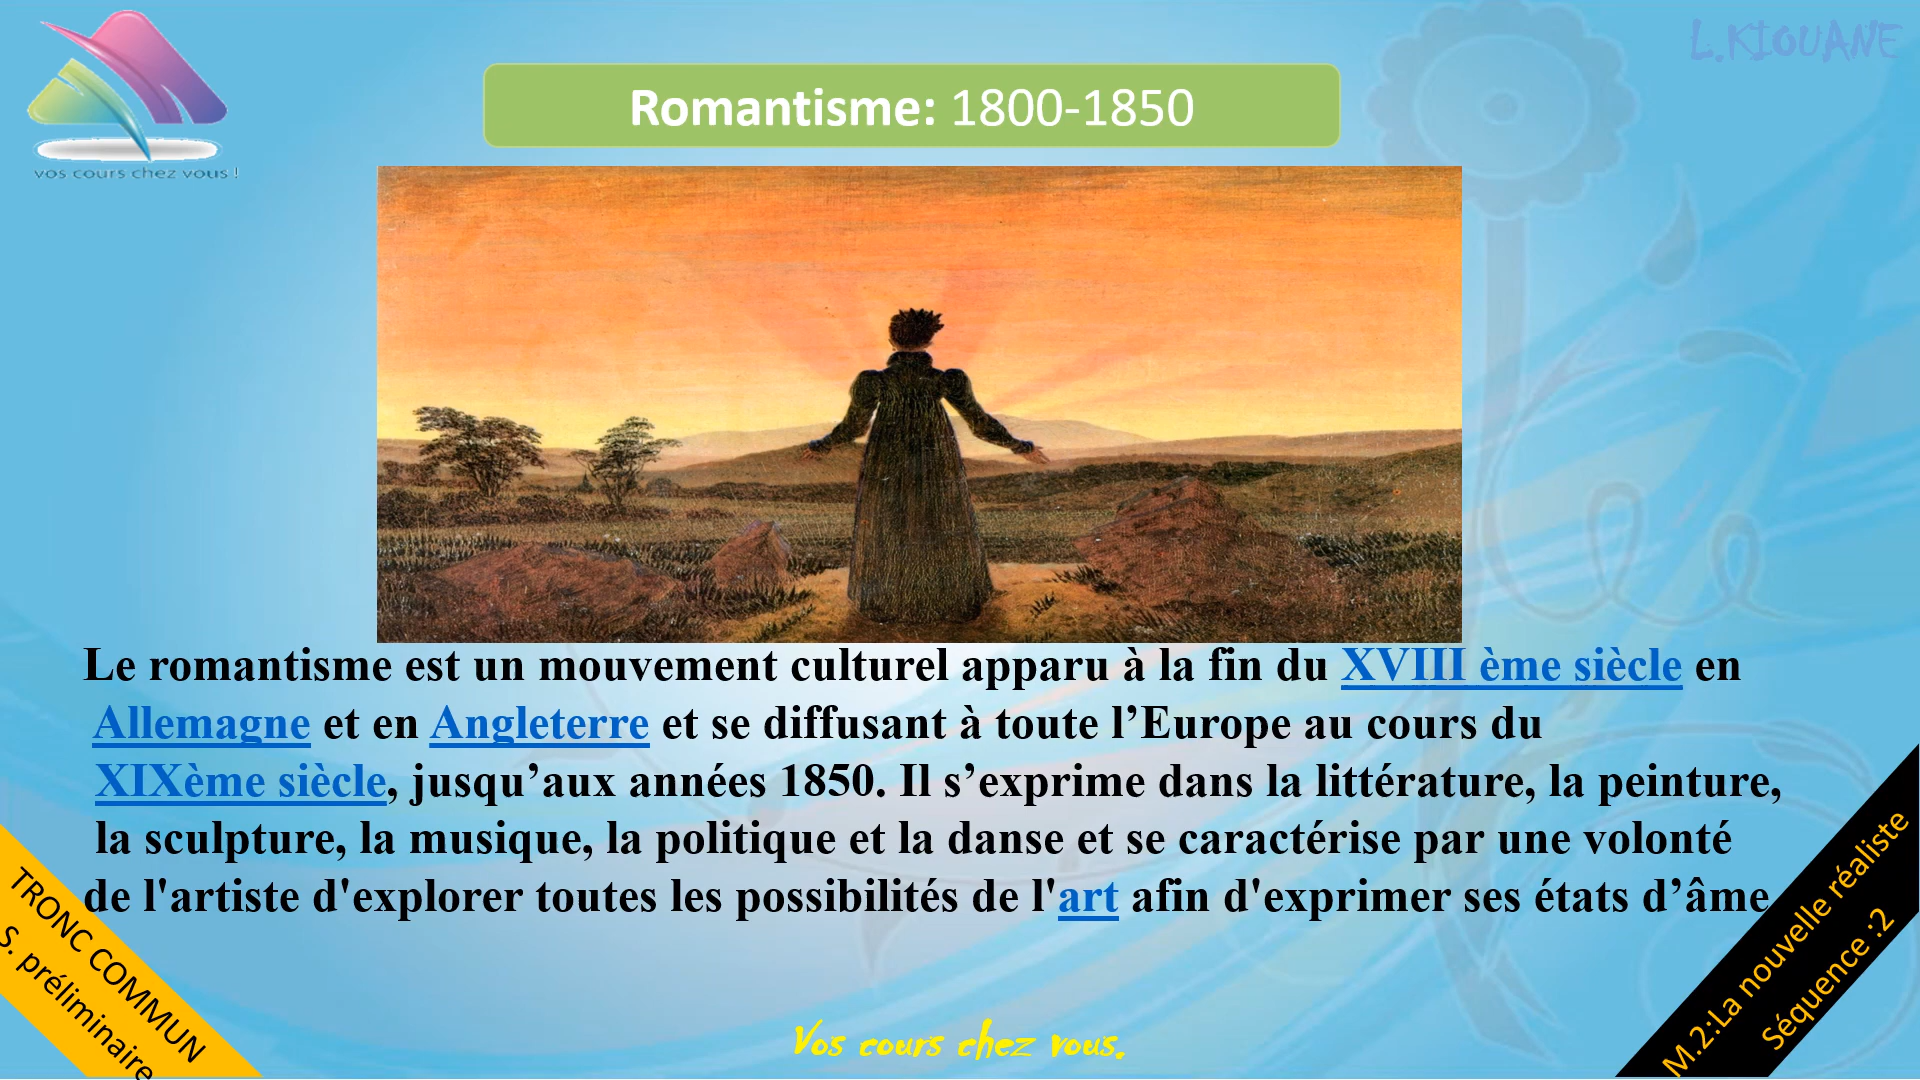 L.KIOUANE
vos cours chez vous !
Romantisme: 1800-1850
Le romantisme est un mouvement culturel apparu à la fin du XVIII ème siècle en
Allemagne et en Angleterre et se diffusant à toute l’Europe au cours du
XIXème siècle, jusqu’aux années 1850. Il s’exprime dans la littérature, la peinture,
la sculpture, la musique, la politique et la danse et se caractérise par une volonté
de l'artiste d'explorer toutes les possibilités de l'art afin d'exprimer ses états d’âme
TRONC COMMUN
S. préliminaire
M.2:La nouvelle réaliste
Séquence :2
Vos cours chez vous.